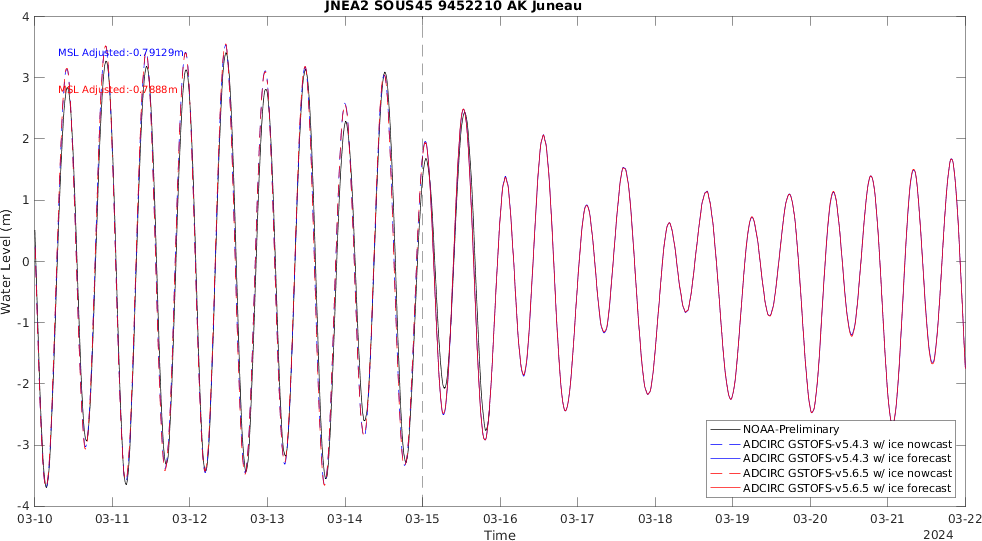 JNEA2 SOUS45 9452210 AK Juneau
4
3
2
1
0
-1
-2
-3
-4
Water Level (m)
MSL Adjusted:-0.79129m
MSL Adjusted:-0.7888m
NOAA-Preliminary
ADCIRC GSTOFS-v5.4.3 w/ ice nowcast
ADCIRC GSTOFS-v5.4.3 w/ ice forecast
ADCIRC GSTOFS-v5.6.5 w/ ice nowcast
ADCIRC GSTOFS-v5.6.5 w/ ice forecast
03-10 03-11 03-12 03-13 03-14 03-15 03-16 03-17 03-18 03-19 03-20 03-21 03-22
Time
2024